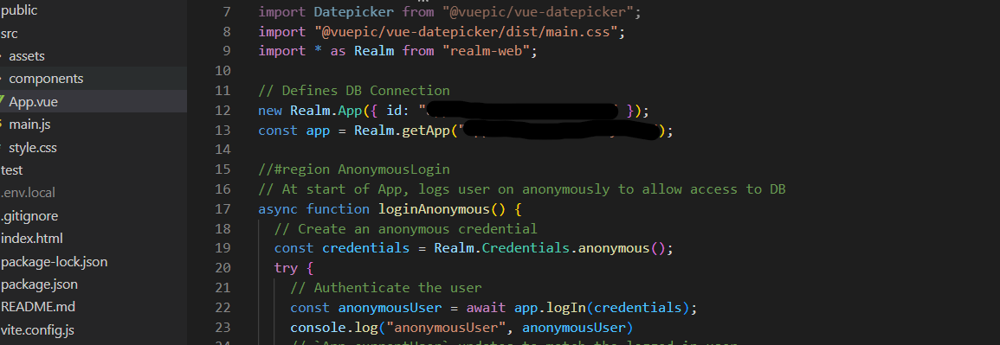 public
src
assets
components
App.vue
main.js
style.css
test
.env.local
.gitignore
index.html
package-lock.json
package.json
README.md
vite.config.js
7 import Datepicker from "@vuepic/vue-datepicker";
8 import "@vuepic/vue-datepicker/dist/main.css";
9 import * as Realm from "realm-web";
10
11 // Defines DB Connection
12 new Realm.App({ id: " });
13 const app = Realm.getApp(" );
14
15 //#region AnonymousLogin
16 // At start of App, logs user on anonymously to allow access to DB
17 async function loginAnonymous() {
18 // Create an anonymous credential
19 const credentials = Realm.Credentials.anonymous();
20 try {
21 // Authenticate the user
22 const anonymousUser = await app.logIn(credentials);
23 console.log("anonymousUser", anonymousUser)